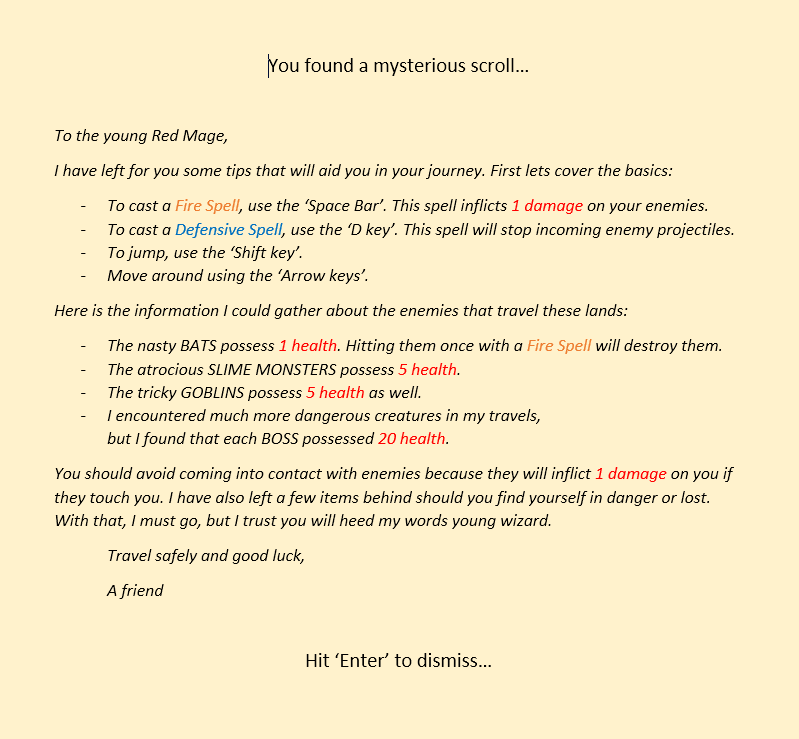 You found a mysterious scroll...
To the young Red Mage,
I have left for you some tips that will aid you in your journey. First lets cover the basics:
- To cast a Fire Spell, use the ‘Space Bar’. This spell inflicts 1 damage on your enemies.
- To cast a Defensive Spell, use the ‘D key’. This spell will stop incoming enemy projectiles.
- To jump, use the ‘Shift key’.
- Move around using the ‘Arrow keys’.
Here is the information I could gather about the enemies that travel these lands:
- The nasty BATS possess 1 health. Hitting them once with a Fire Spell will destroy them.
- The atrocious SLIME MONSTERS possess 5 health.
- The tricky GOBLINS possess 5 health as well.
- I encountered much more dangerous creatures in my travels,
but I found that each BOSS possessed 20 health.
You should avoid coming into contact with enemies because they will inflict 1 damage on you if
they touch you. I have also left a few items behind should you find yourself in danger or lost.
With that, I must go, but I trust you will heed my words young wizard.
Travel safely and good luck,
A friend
Hit ‘Enter’ to dismiss...